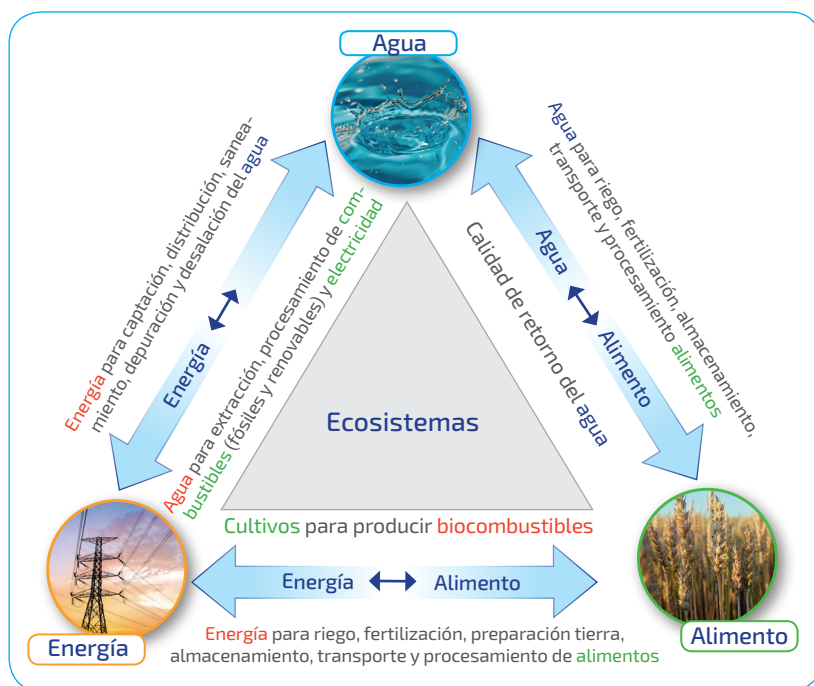 Agua
Energía para captación, distribución, sanea-
miento, depuración y desalación del agua
Energía
Agua para extracción, procesamiento de com-
bustibles (fósiles y renovables) y electricidad
Agua para riego, fertilización, almacenamiento,
transporte y procesamiento alimentos
Agua
Alimento
Calidad de retorno del agua
Ecosistemas
Cultivos para producir biocombustibles
Energía
Alimento
Energía para riego, fertilización, preparación tierra,
almacenamiento, transporte y procesamiento de alimentos
Energía
Alimento